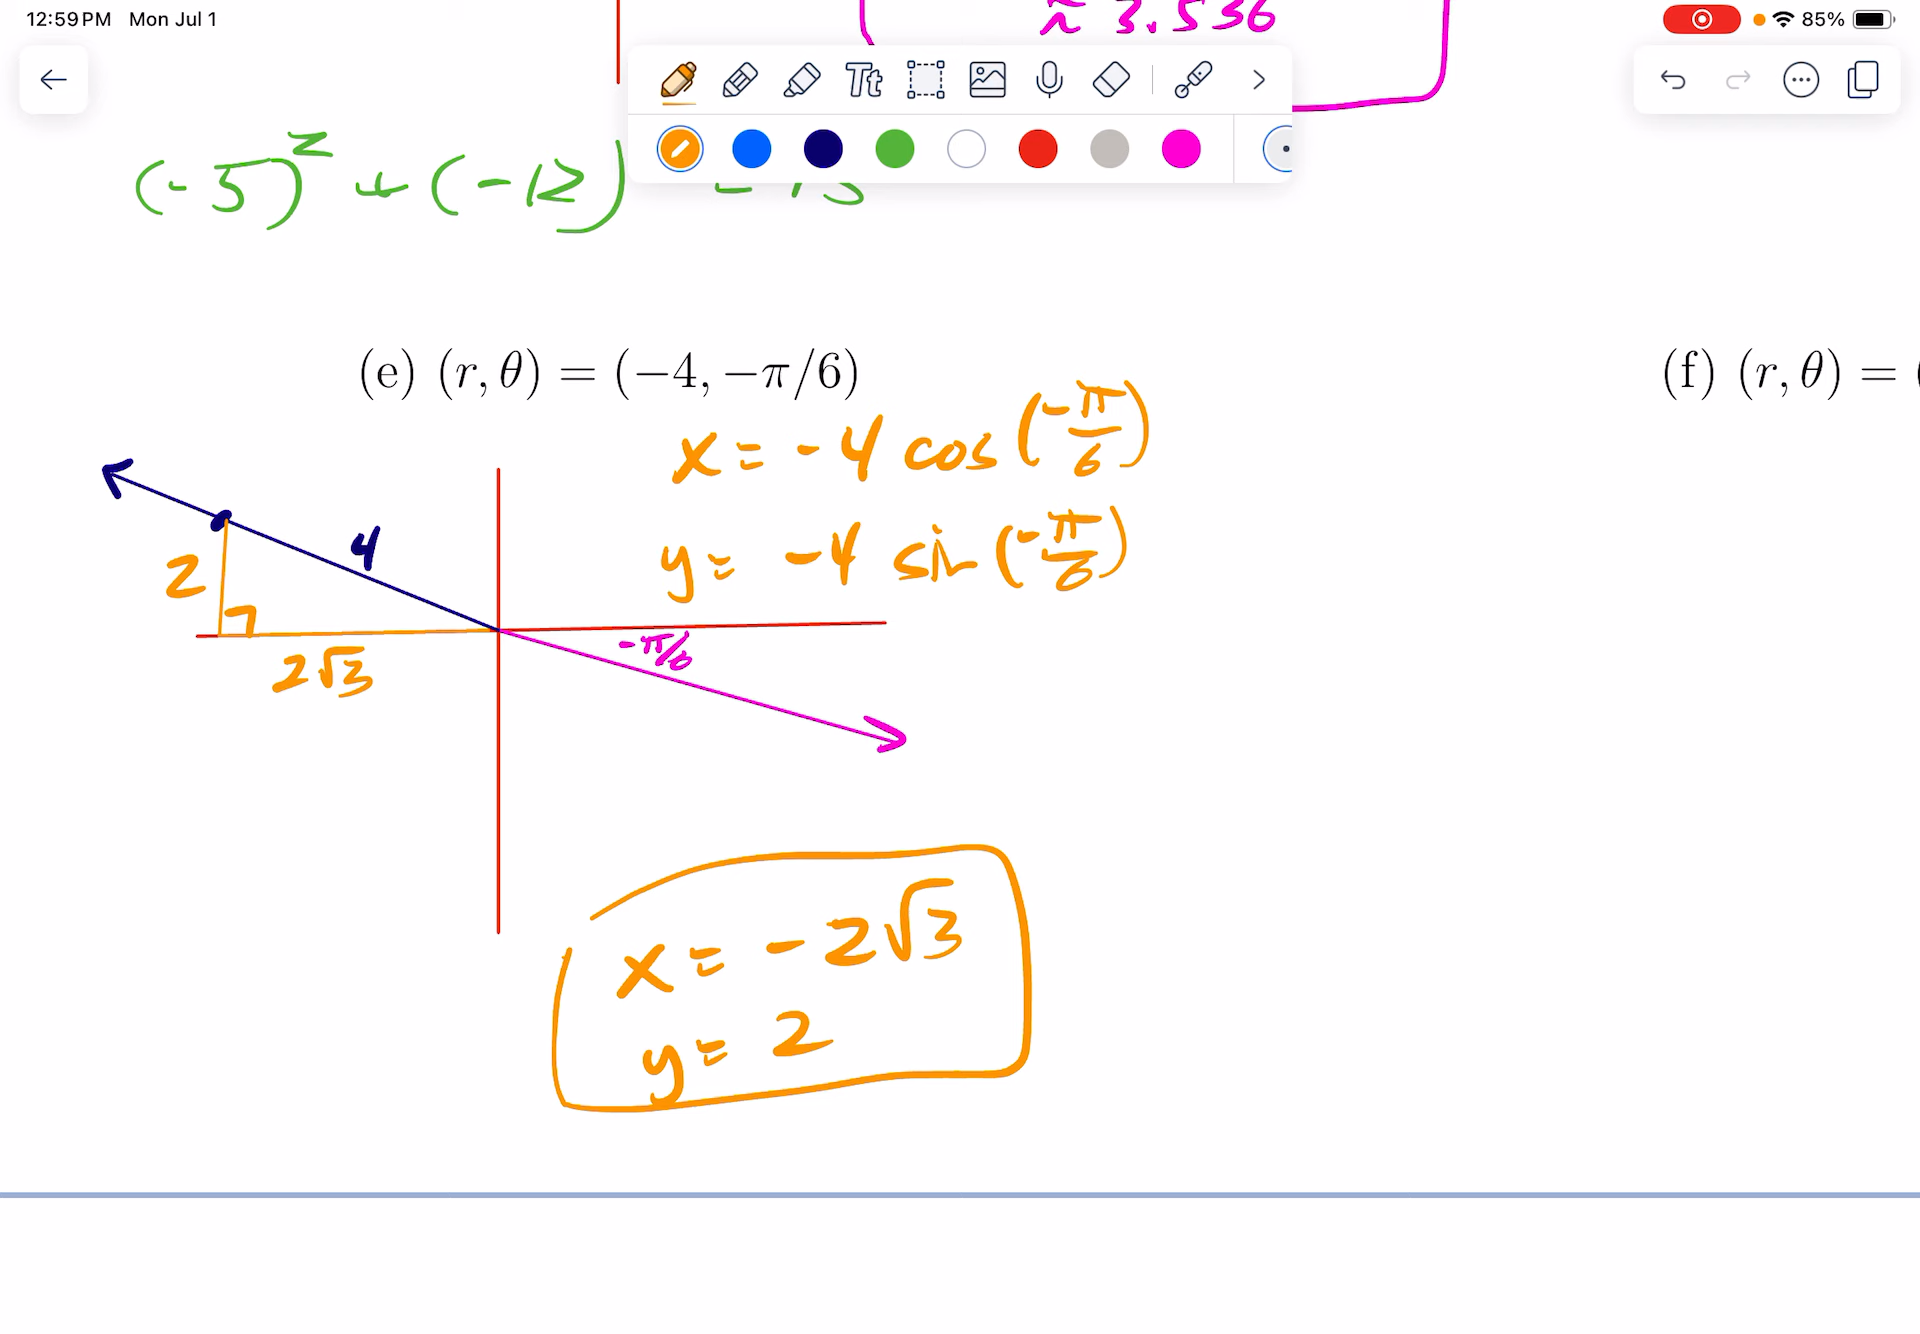 12:59 PM Mon Jul 1
85%
≈ 3.536
Tt
(-5)² + (-12)
(e) (r, θ) = (−4, −π/6)
(f) (r, θ) = (
x = -4 cos(-π/6)
y = -4 sin(-π/6)
4
2
2√3
-π/6
x = -2√3
y = 2